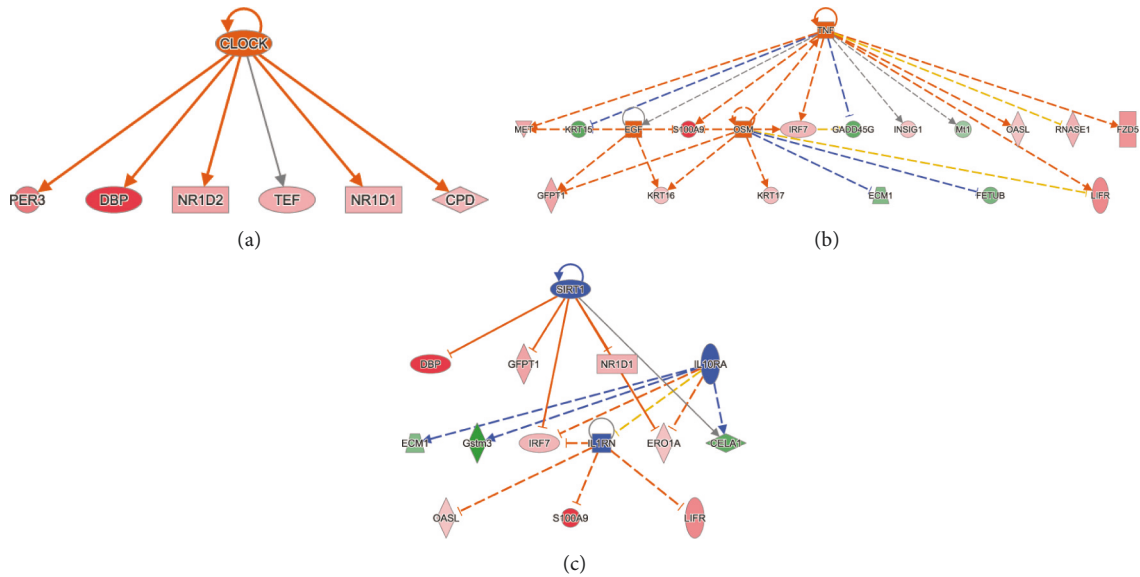 CLOCK
PER3 DBP NR1D2 TEF NR1D1 CPD
(a)
TNF
MET KRT15 EGF S100A9 OSM IRF7 GADD45G INSIG1 Mt1 OASL RNASE1 FZD5
GFPT1 KRT16 KRT17 ECM1 FETUB LIFR
(b)
SIRT1
DBP GFPT1 NR1D1 IL10RA
ECM1 Gstm3 IRF7 IL1RN ERO1A CELA1
OASL S100A9 LIFR
(c)